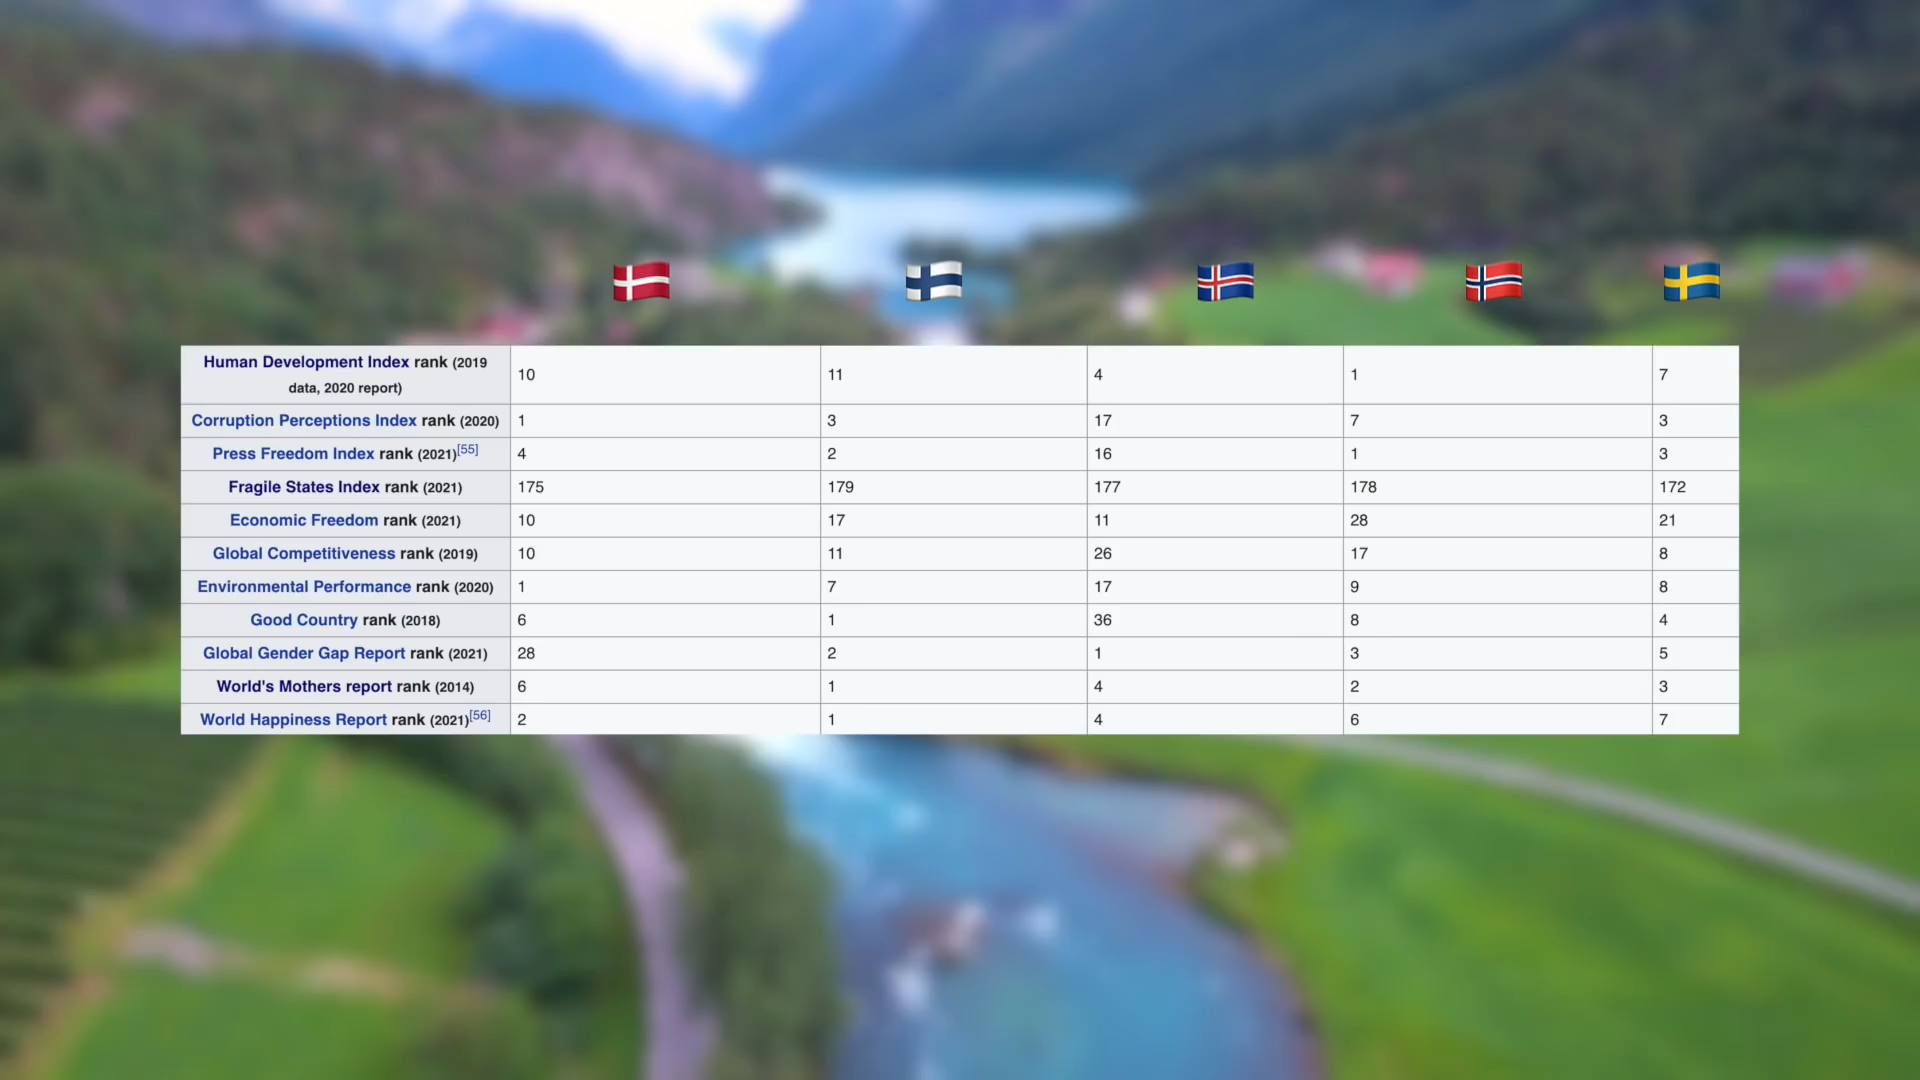 Human Development Index rank (2019
data, 2020 report) 10 11 4 1 7
Corruption Perceptions Index rank (2020) 1 3 17 7 3
Press Freedom Index rank (2021)[55] 4 2 16 1 3
Fragile States Index rank (2021) 175 179 177 178 172
Economic Freedom rank (2021) 10 17 11 28 21
Global Competitiveness rank (2019) 10 11 26 17 8
Environmental Performance rank (2020) 1 7 17 9 8
Good Country rank (2018) 6 1 36 8 4
Global Gender Gap Report rank (2021) 28 2 1 3 5
World's Mothers report rank (2014) 6 1 4 2 3
World Happiness Report rank (2021)[56] 2 1 4 6 7